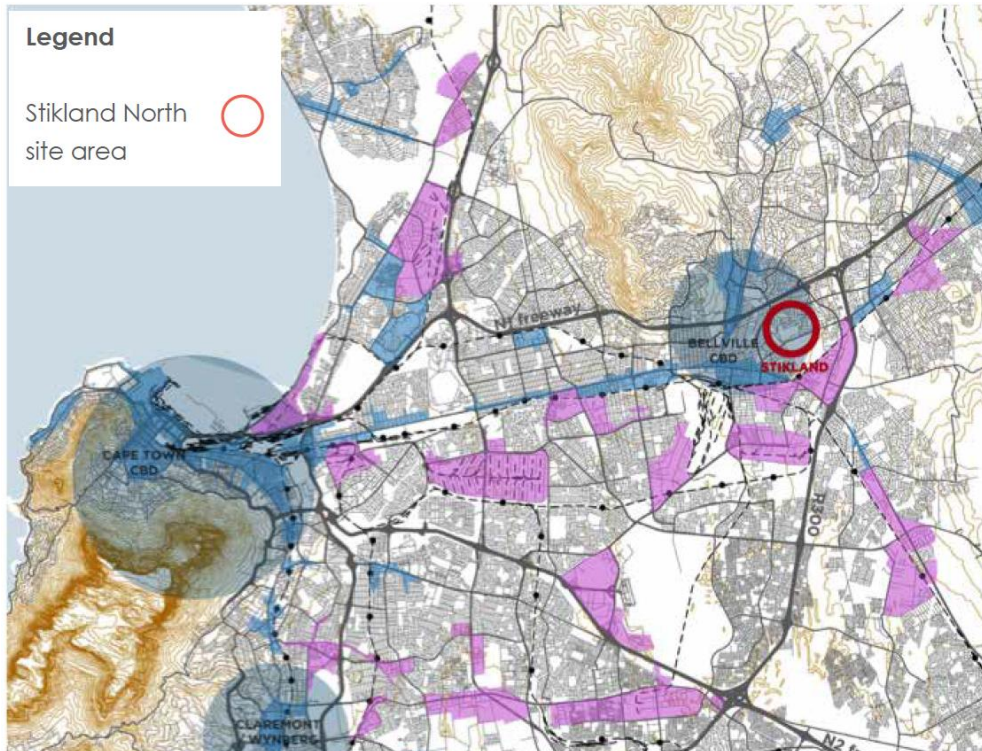 Legend
Stikland North
site area
N1 freeway
BELLVILLE
CBD
STIKLAND
CAPE TOWN
CBD
R300
CLAREMONT
/ WYNBERG
N2